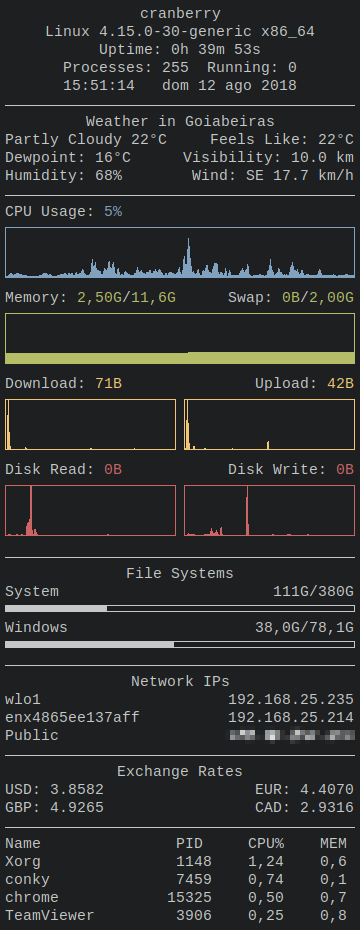 cranberry
Linux 4.15.0-30-generic x86_64
Uptime: 0h 39m 53s
Processes: 255  Running: 0
15:51:14   dom 12 ago 2018
Weather in Goiabeiras
Partly Cloudy 22°C Feels Like: 22°C
Dewpoint: 16°C Visibility: 10.0 km
Humidity: 68% Wind: SE 17.7 km/h
CPU Usage: 5%
Memory: 2,50G/11,6G Swap: 0B/2,00G
Download: 71B Upload: 42B
Disk Read: 0B Disk Write: 0B
File Systems
System 111G/380G
Windows 38,0G/78,1G
Network IPs
wlo1 192.168.25.235
enx4865ee137aff 192.168.25.214
Public
Exchange Rates
USD: 3.8582 EUR: 4.4070
GBP: 4.9265 CAD: 2.9316
Name PID CPU% MEM
Xorg 1148 1,24 0,6
conky 7459 0,74 0,1
chrome 15325 0,50 0,7
TeamViewer 3906 0,25 0,8